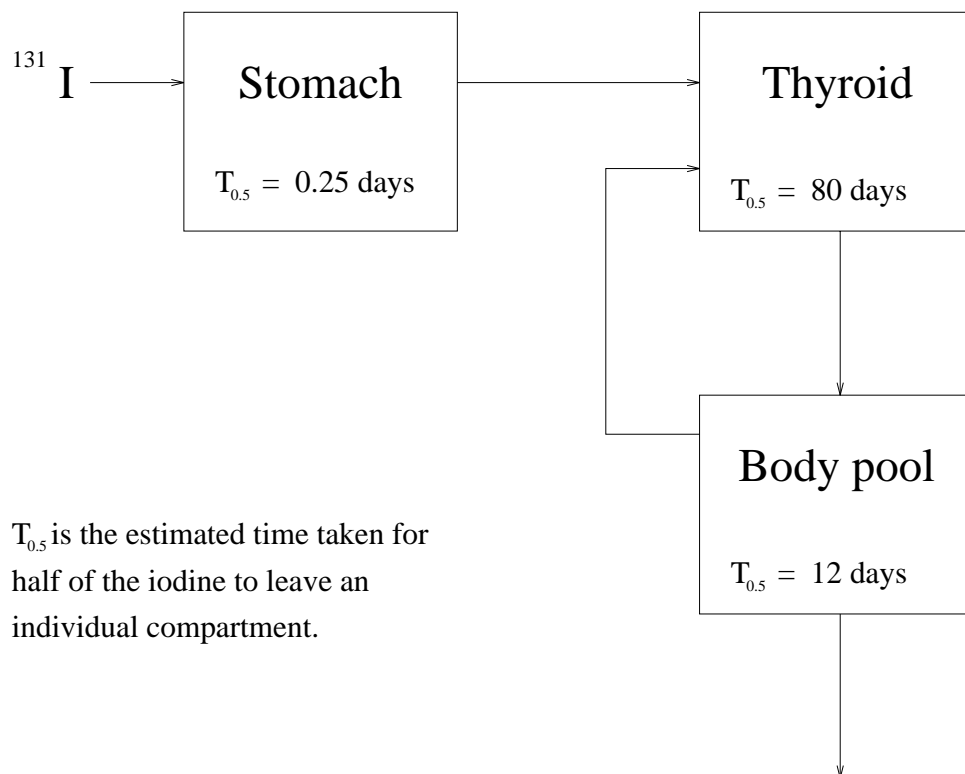 131 I
Stomach
T0.5 = 0.25 days
Thyroid
T0.5 = 80 days
Body pool
T0.5 = 12 days
T0.5 is the estimated time taken for
half of the iodine to leave an
individual compartment.